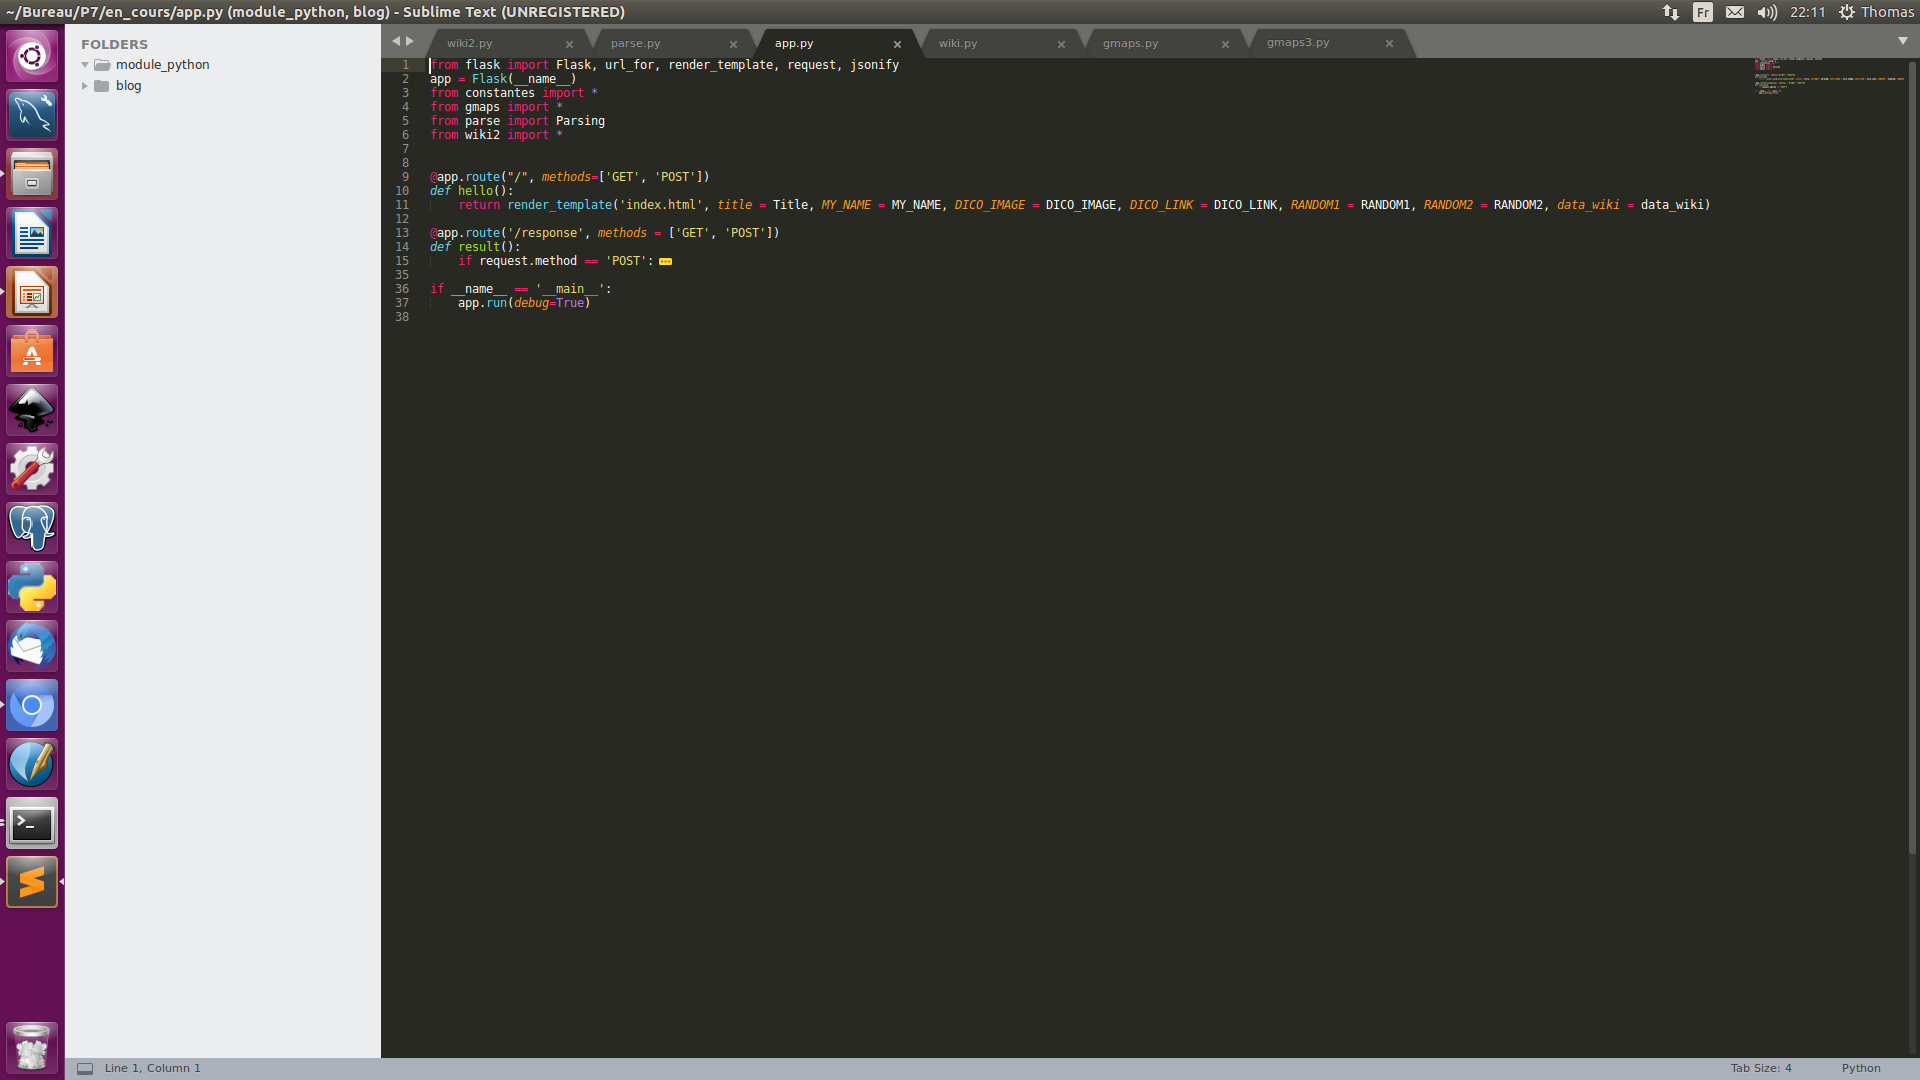 ~/Bureau/P7/en_cours/app.py (module_python, blog) - Sublime Text (UNREGISTERED)
Fr
22:11
Thomas
FOLDERS
module_python
blog
wiki2.py
parse.py
app.py
wiki.py
gmaps.py
gmaps3.py
1 from flask import Flask, url_for, render_template, request, jsonify
2 app = Flask(__name__)
3 from constantes import *
4 from gmaps import *
5 from parse import Parsing
6 from wiki2 import *
7
8
9 @app.route("/", methods=['GET', 'POST'])
10 def hello():
11 return render_template('index.html', title = Title, MY_NAME = MY_NAME, DICO_IMAGE = DICO_IMAGE, DICO_LINK = DICO_LINK, RANDOM1 = RANDOM1, RANDOM2 = RANDOM2, data_wiki = data_wiki)
12
13 @app.route('/response', methods = ['GET', 'POST'])
14 def result():
15 if request.method == 'POST':
35
36 if __name__ == '__main__':
37 app.run(debug=True)
38
Line 1, Column 1
Tab Size: 4
Python